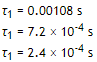 τ₁ = 0.00108 s
τ₁ = 7.2 × 10⁻⁴ s
τ₁ = 2.4 × 10⁻⁴ s